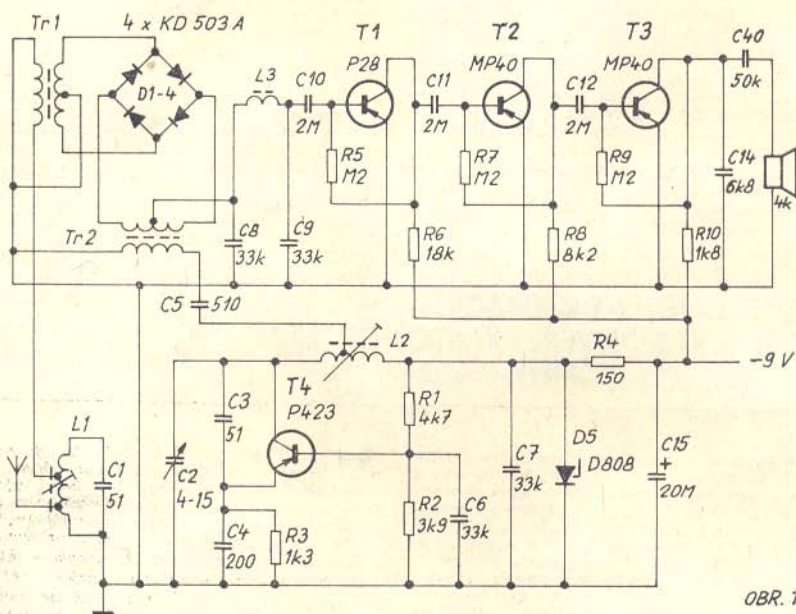 Tr1
4 x KD 503 A
D1-4
Tr2
L3
C10
2M
T1
P28
C11
2M
T2
MP40
C12
2M
T3
MP40
C40
50k
R5
M2
R7
M2
R9
M2
C14
6k8
4k
C8
33k
C9
33k
R6
18k
R8
8k2
R10
1k8
C5
510
L2
R4
150
-9 V
T4
P423
C3
51
R1
4k7
L1
C1
51
C2
4-15
C7
33k
D5
D808
C15
+
20M
C4
200
R3
1k3
R2
3k9
C6
33k
OBR. 1